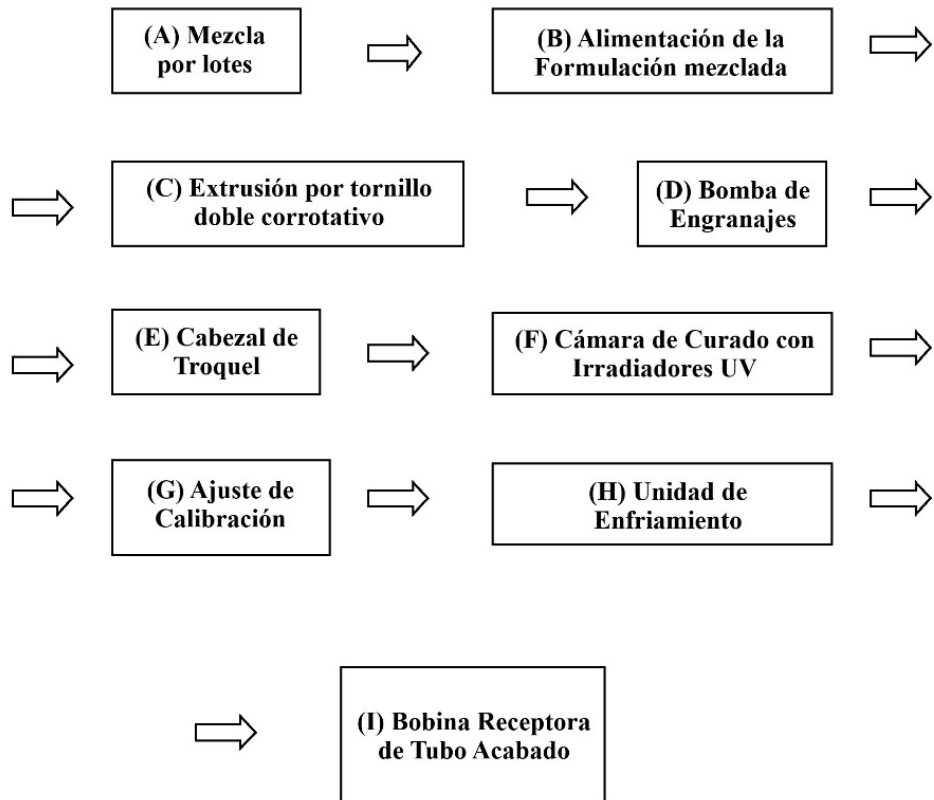 (A) Mezcla
por lotes
(B) Alimentación de la
Formulación mezclada
(C) Extrusión por tornillo
doble corrotativo
(D) Bomba de
Engranajes
(E) Cabezal de
Troquel
(F) Cámara de Curado con
Irradiadores UV
(G) Ajuste de
Calibración
(H) Unidad de
Enfriamiento
(I) Bobina Receptora
de Tubo Acabado